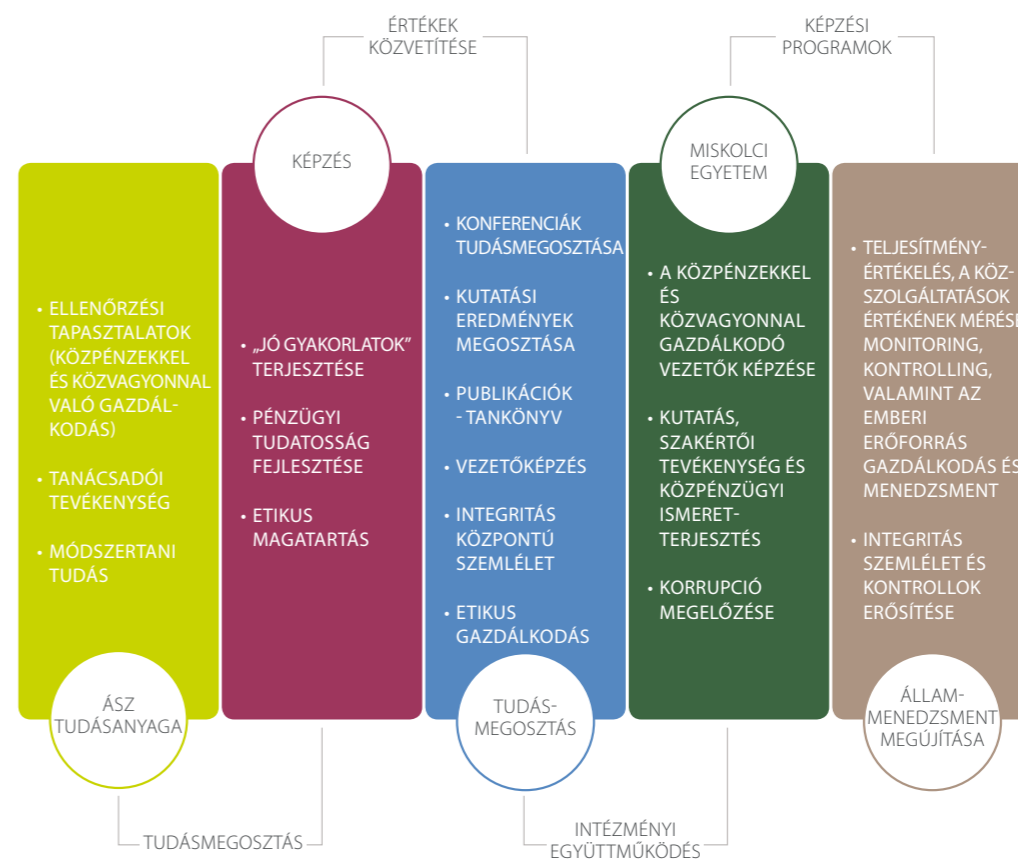 ÉRTÉKEK
KÖZVETÍTÉSE
KÉPZÉSI
PROGRAMOK
• ELLENŐRZÉSI
TAPASZTALATOK
(KÖZPÉNZEKKEL
ÉS KÖZVAGYONNAL
VALÓ GAZDÁL-
KODÁS)
• TANÁCSADÓI
TEVÉKENYSÉG
• MÓDSZERTANI
TUDÁS
ÁSZ
TUDÁSANYAGA
KÉPZÉS
• „JÓ GYAKORLATOK”
TERJESZTÉSE
• PÉNZÜGYI
TUDATOSSÁG
FEJLESZTÉSE
• ETIKUS
MAGATARTÁS
• KONFERENCIÁK
TUDÁSMEGOSZTÁSA
• KUTATÁSI
EREDMÉNYEK
MEGOSZTÁSA
• PUBLIKÁCIÓK
- TANKÖNYV
• VEZETŐKÉPZÉS
• INTEGRITÁS
KÖZPONTÚ
SZEMLÉLET
• ETIKUS
GAZDÁLKODÁS
TUDÁS-
MEGOSZTÁS
MISKOLCI
EGYETEM
• A KÖZPÉNZEKKEL
ÉS
KÖZVAGYONNAL
GAZDÁLKODÓ
VEZETŐK KÉPZÉSE
• KUTATÁS,
SZAKÉRTŐI
TEVÉKENYSÉG ÉS
KÖZPÉNZÜGYI
ISMERET-
TERJESZTÉS
• KORRUPCIÓ
MEGELŐZÉSE
• TELJESÍTMÉNY-
ÉRTÉKELÉS, A KÖZ-
SZOLGÁLTATÁSOK
ÉRTÉKÉNEK MÉRÉSE
MONITORING,
KONTROLLING,
VALAMINT AZ
EMBERI
ERŐFORRÁS
GAZDÁLKODÁS ÉS
MENEDZSMENT
• INTEGRITÁS
SZEMLÉLET ÉS
KONTROLLOK
ERŐSÍTÉSE
ÁLLAM-
MENEDZSMENT
MEGÚJÍTÁSA
TUDÁSMEGOSZTÁS
INTÉZMÉNYI
EGYÜTTMŰKÖDÉS